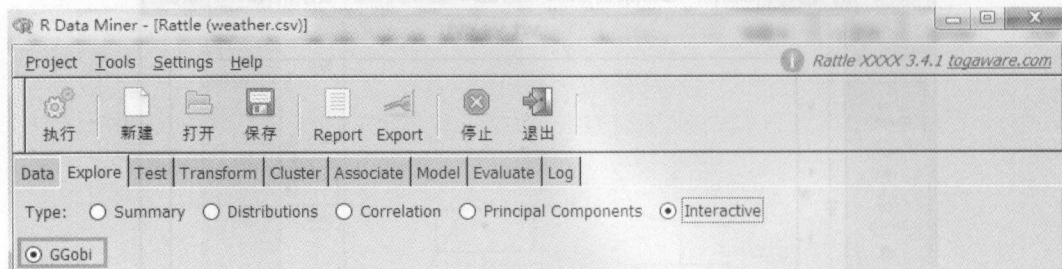 R Data Miner - [Rattle (weather.csv)]
Project Tools Settings Help
Rattle XXXX 3.4.1 togaware.com
执行 新建 打开 保存 Report Export 停止 退出
Data Explore Test Transform Cluster Associate Model Evaluate Log
Type: Summary Distributions Correlation Principal Components Interactive
GGobi